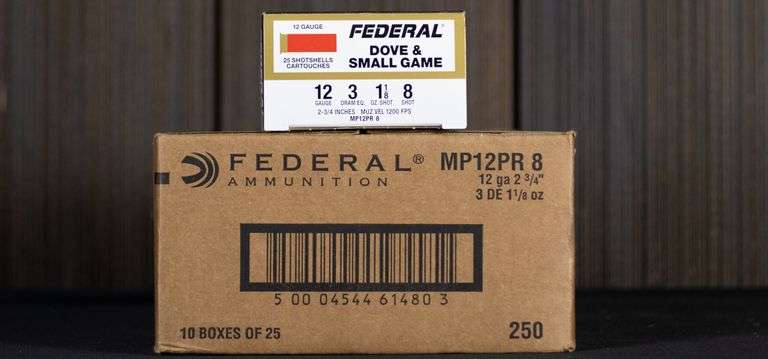 12 GAUGE
25 SHOTSHELLS
CARTOUCHES
FEDERAL®
DOVE &
SMALL GAME
12 3 1 1/8 8
GAUGE DRAM EQ. OZ. SHOT SHOT
2-3/4 INCHES MUZ VEL 1200 FPS
MP12PR 8
FEDERAL®
AMMUNITION
MP12PR 8
12 ga 2 3/4"
3 DE 1 1/8 oz
5 00 04544 61480 3
10 BOXES OF 25
250